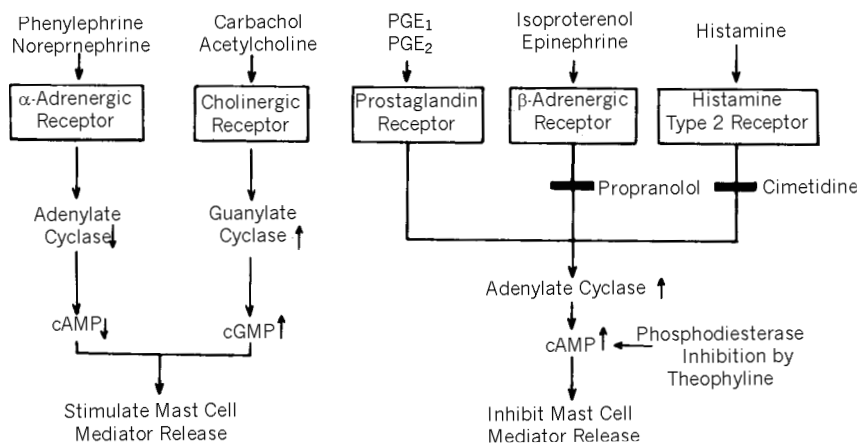 Phenylephrine
Noreprnephrine
Carbachol
Acetylcholine
PGE1
PGE2
Isoproterenol
Epinephrine
Histamine
α-Adrenergic
Receptor
Cholinergic
Receptor
Prostaglandin
Receptor
β-Adrenergic
Receptor
Histamine
Type 2 Receptor
Propranolol
Cimetidine
Adenylate
Cyclase
Guanylate
Cyclase
Adenylate Cyclase
cAMP
cGMP
cAMP
Phosphodiesterase
Inhibition by
Theophyline
Stimulate Mast Cell
Mediator Release
Inhibit Mast Cell
Mediator Release